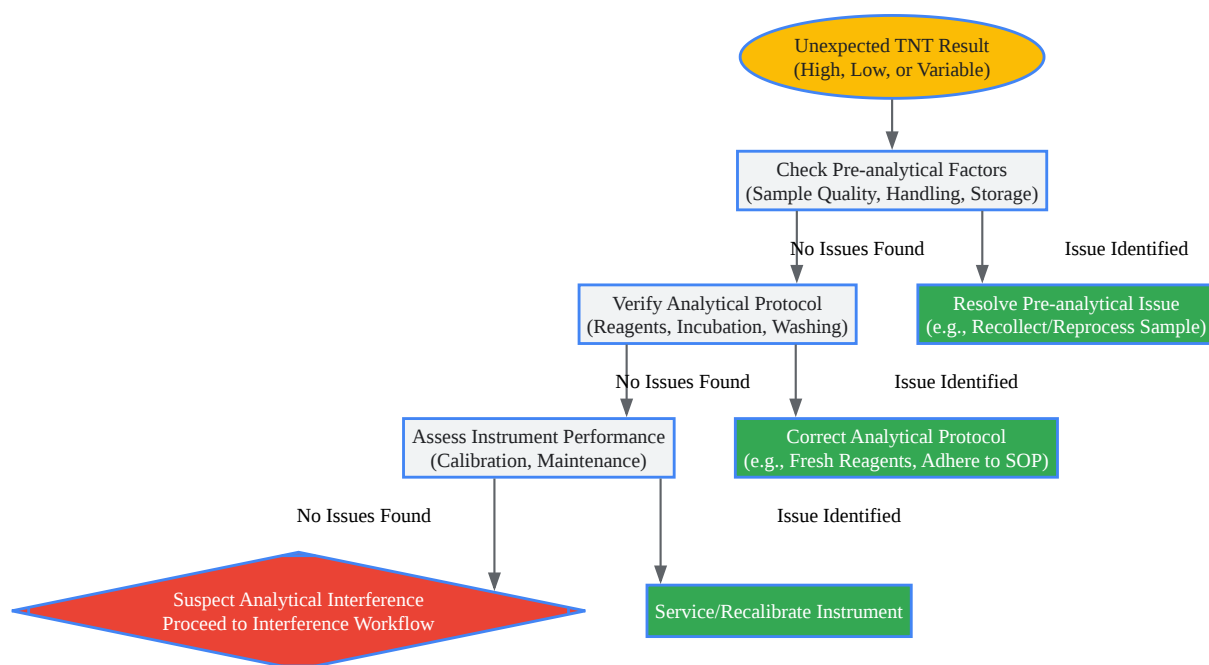 Unexpected TNT Result
(High, Low, or Variable)
Check Pre-analytical Factors
(Sample Quality, Handling, Storage)
No Issues Found
Issue Identified
Verify Analytical Protocol
(Reagents, Incubation, Washing)
Resolve Pre-analytical Issue
(e.g., Recollect/Reprocess Sample)
No Issues Found
Issue Identified
Assess Instrument Performance
(Calibration, Maintenance)
Correct Analytical Protocol
(e.g., Fresh Reagents, Adhere to SOP)
No Issues Found
Issue Identified
Suspect Analytical Interference
Proceed to Interference Workflow
Service/Recalibrate Instrument